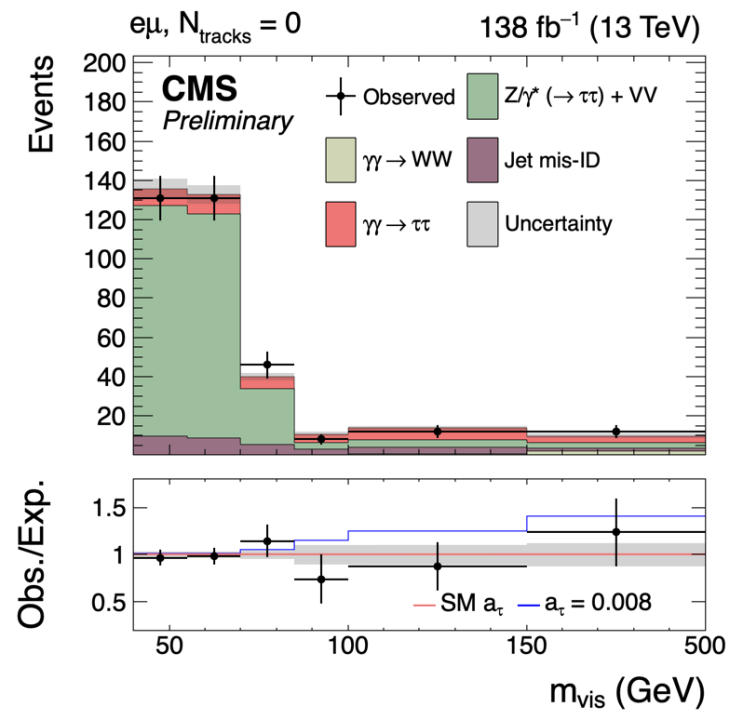 eμ, N_tracks = 0
138 fb⁻¹ (13 TeV)
CMS
Preliminary
Observed
Z/γ* (→ ττ) + VV
γγ → WW
Jet mis-ID
γγ → ττ
Uncertainty
Events
200
180
160
140
120
100
80
60
40
20
Obs./Exp.
1.5
1
0.5
SM a_τ
a_τ = 0.008
50
100
150
500
m_vis (GeV)